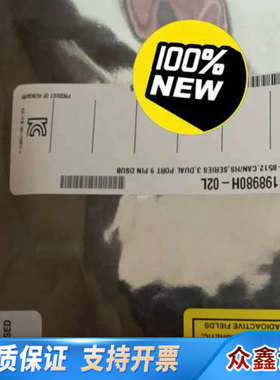 100%
NEW
PRODUCT OF HUNGARY
-8512,CAN/HS,SERIES 3,DUAL PORT 9 PIN DSUB
198980H-02L
RADIOACTIVE FIELDS
质保证 支持开票
众鑫